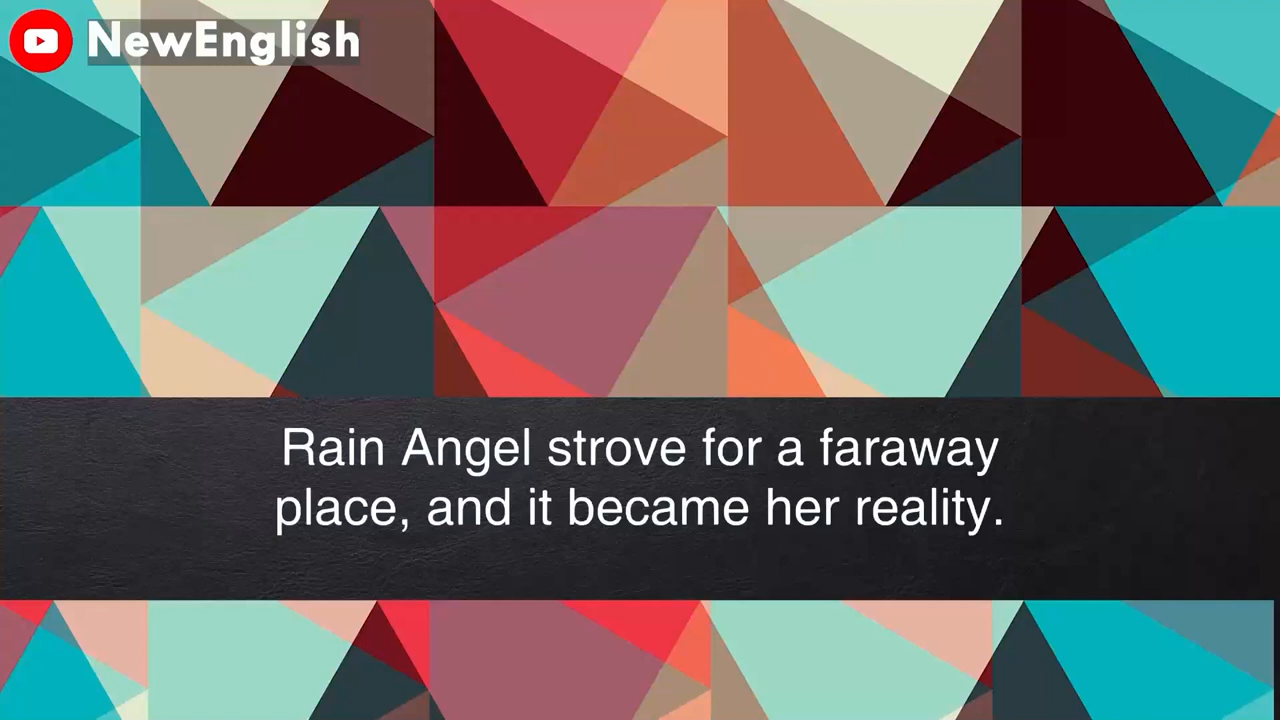 NewEnglish
Rain Angel strove for a faraway
place, and it became her reality.